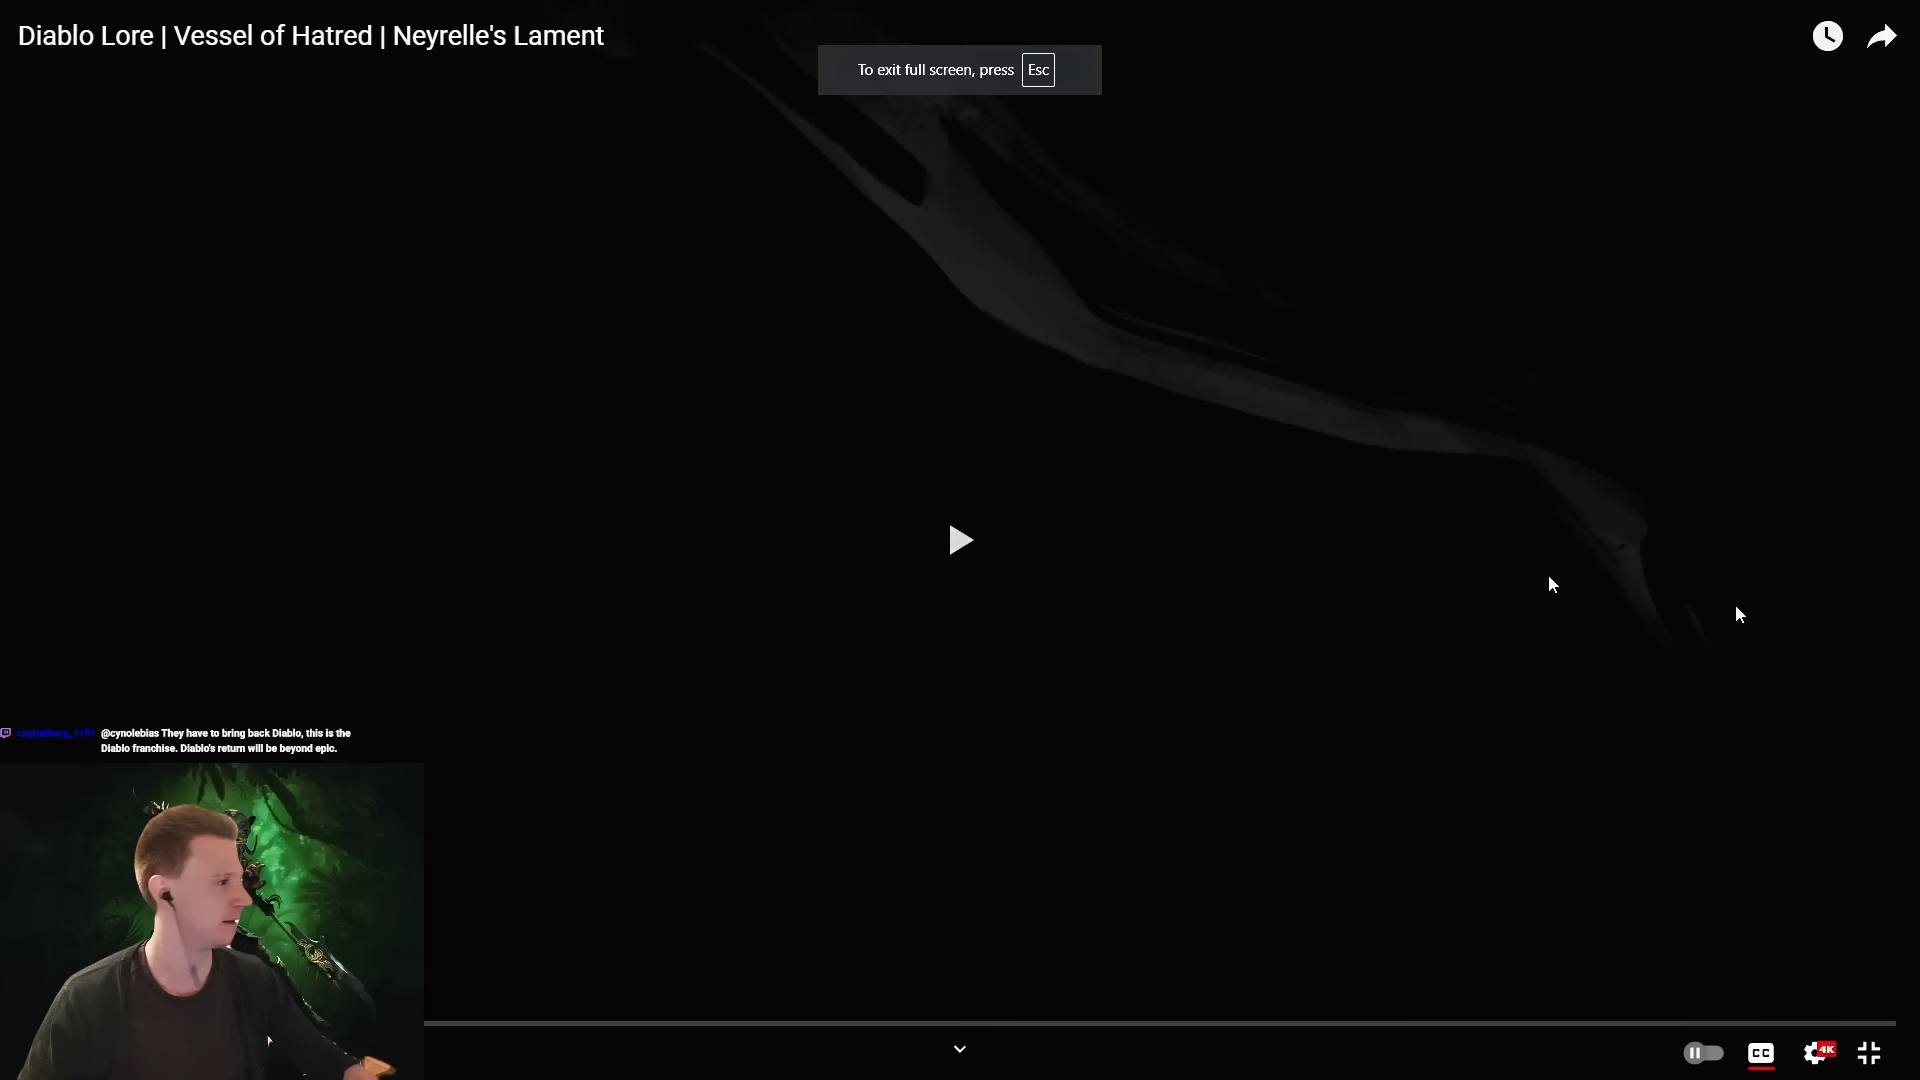 Diablo Lore | Vessel of Hatred | Neyrelle's Lament
To exit full screen, press Esc
@cynolebias They have to bring back Diablo, this is the
Diablo franchise. Diablo's return will be beyond epic.
CC
4K